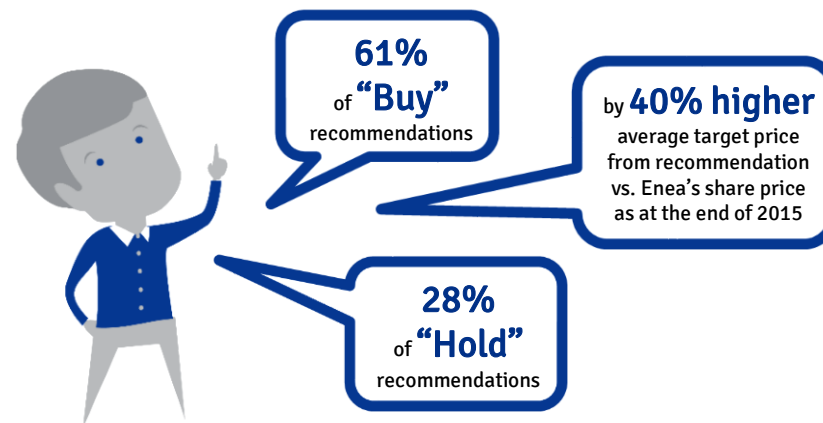 61%
of “Buy”
recommendations
by 40% higher
average target price
from recommendation
vs. Enea’s share price
as at the end of 2015
28%
of “Hold”
recommendations